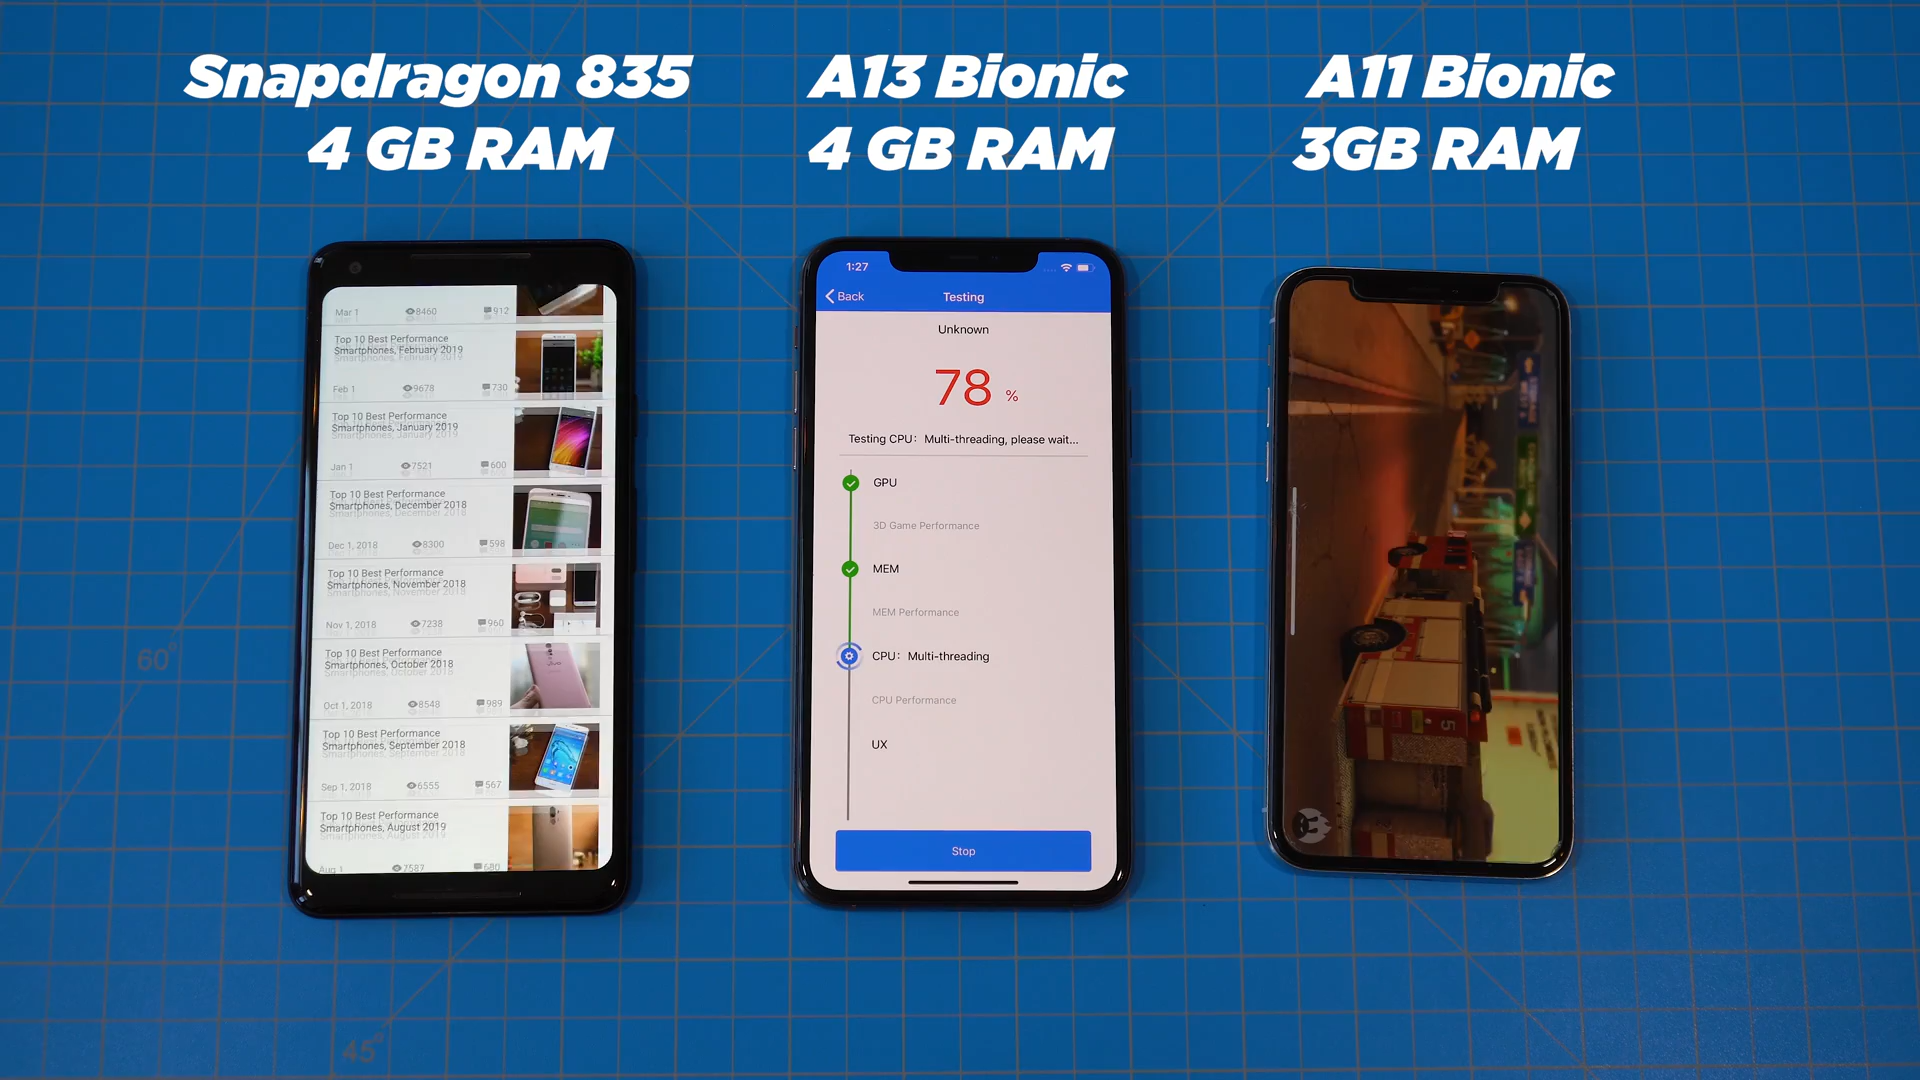 Snapdragon 835
4 GB RAM
A13 Bionic
4 GB RAM
A11 Bionic
3GB RAM
Mar 1 8460 912
Top 10 Best Performance
Smartphones, February 2019
Feb 1 9678 730
Top 10 Best Performance
Smartphones, January 2019
Jan 1 7521 600
Top 10 Best Performance
Smartphones, December 2018
Dec 1, 2018 8300 598
Top 10 Best Performance
Smartphones, November 2018
Nov 1, 2018 7238 960
Top 10 Best Performance
Smartphones, October 2018
Oct 1, 2018 8548 989
Top 10 Best Performance
Smartphones, September 2018
Sep 1, 2018 6555 567
Top 10 Best Performance
Smartphones, August 2019
Aug 1 7587 680
1:27
Back
Testing
Unknown
78 %
Testing CPU: Multi-threading, please wait...
GPU
3D Game Performance
MEM
MEM Performance
CPU: Multi-threading
CPU Performance
UX
Stop
5
60°
45°